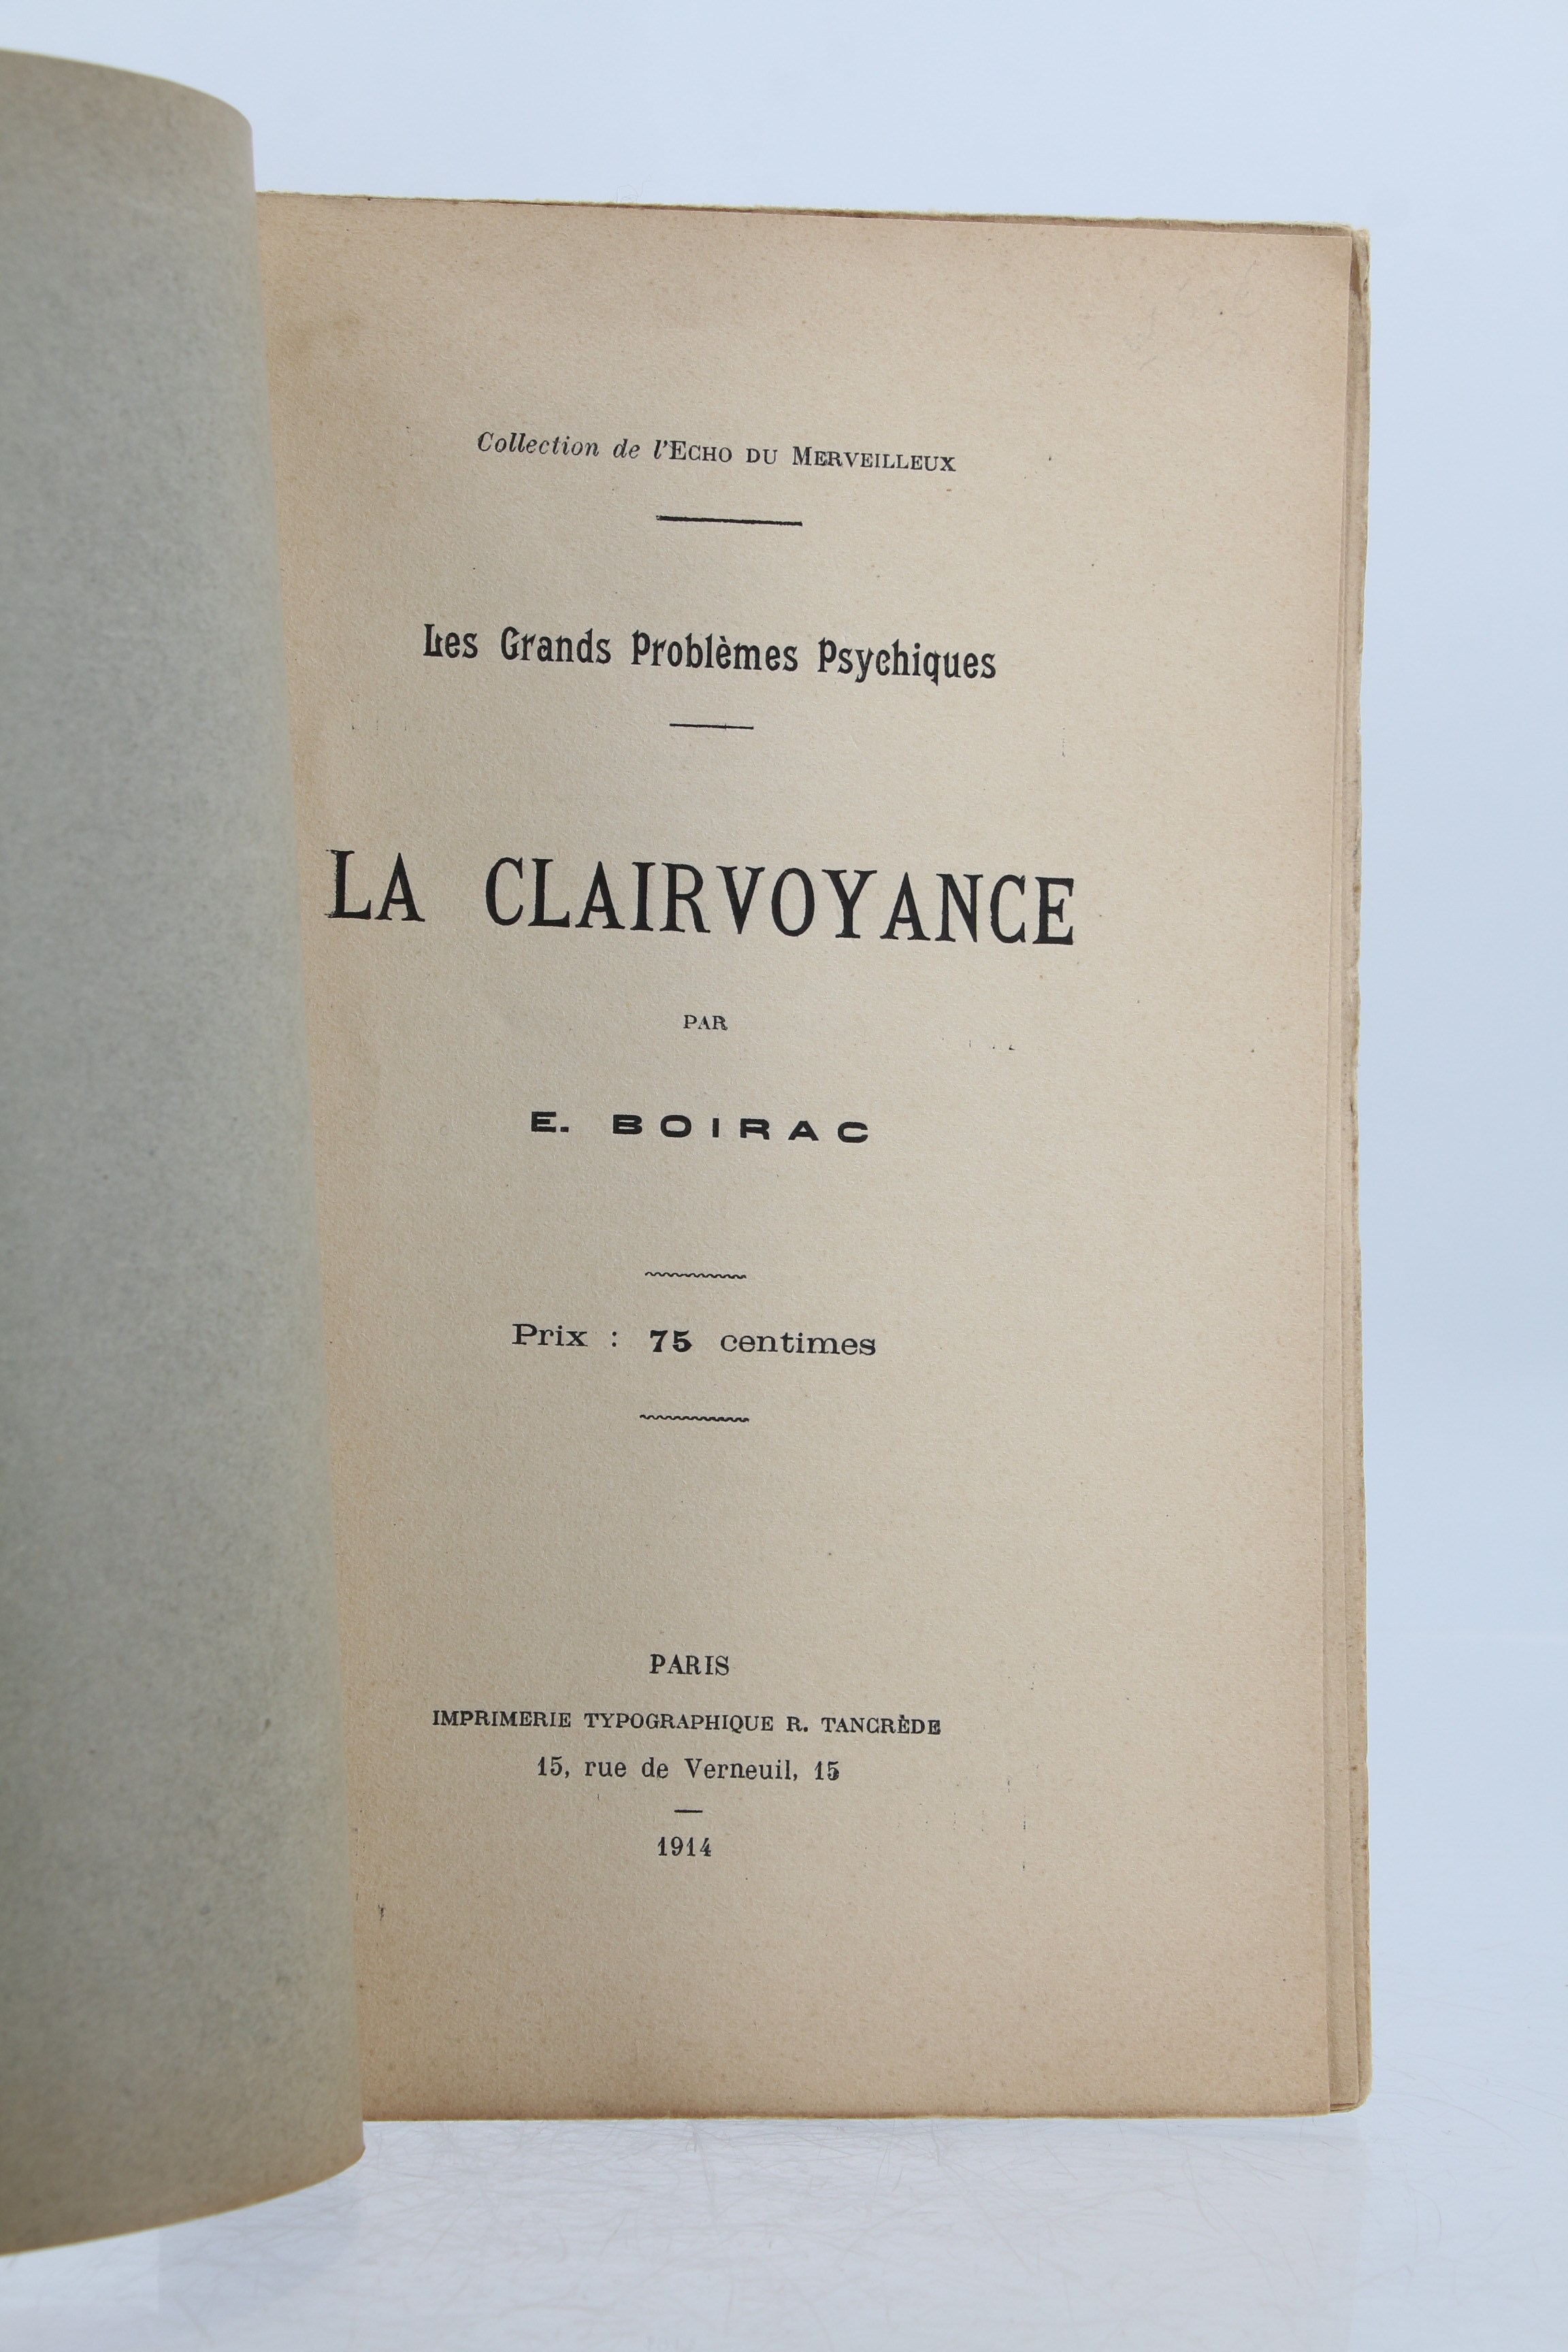 Collection de l'ECHO DU MERVEILLEUX
Les Grands Problèmes Psychiques
LA CLAIRVOYANCE
PAR
E. BOIRAC
Prix : 75 centimes
PARIS
IMPRIMERIE TYPOGRAPHIQUE R. TANCRÈDE
15, rue de Verneuil, 15
1914